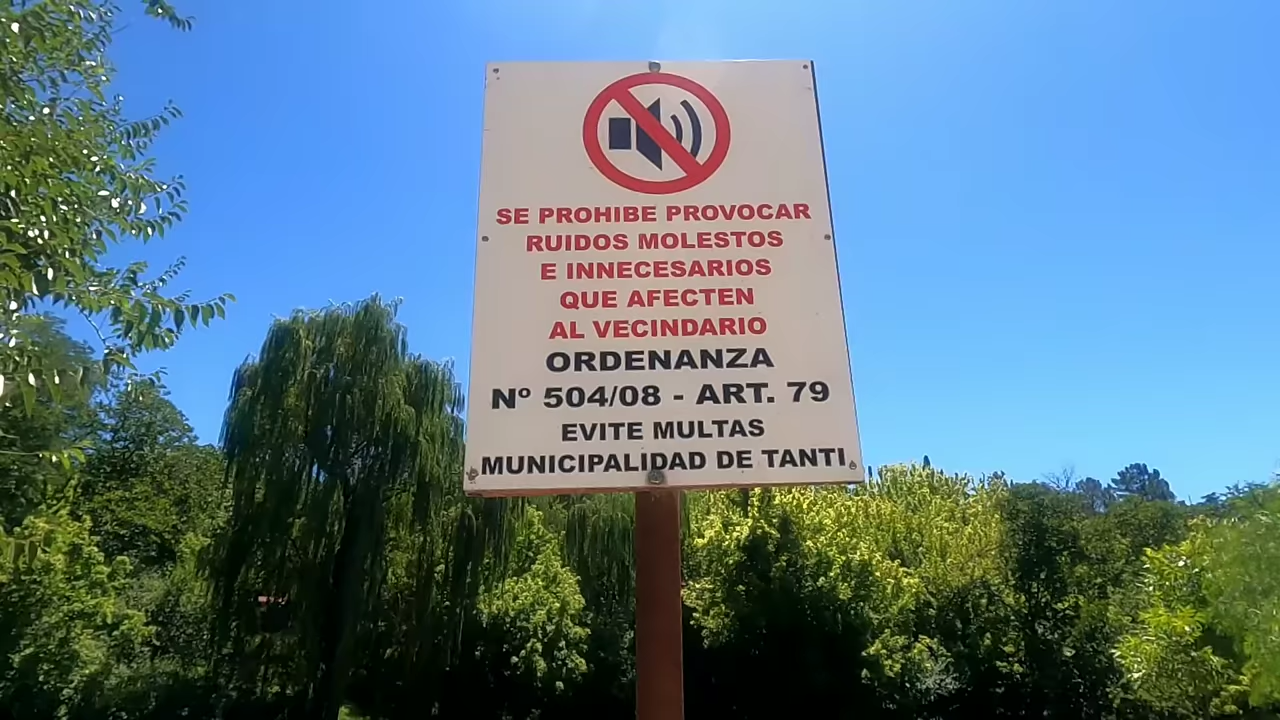 SE PROHIBE PROVOCAR
RUIDOS MOLESTOS
E INNECESARIOS
QUE AFECTEN
AL VECINDARIO
ORDENANZA
Nº 504/08 - ART. 79
EVITE MULTAS
MUNICIPALIDAD DE TANTI